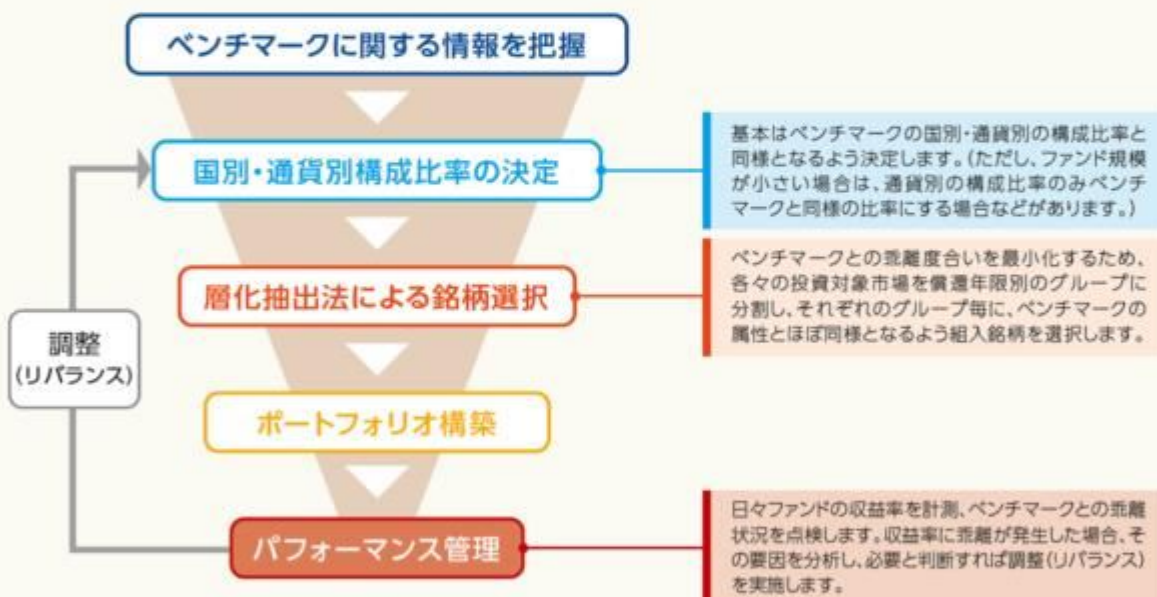 ベンチマークに関する情報を把握
国別・通貨別構成比率の決定
基本はベンチマークの国別・通貨別の構成比率と
同様となるよう決定します。(ただし、ファンド規模
が小さい場合は、通貨別の構成比率のみベンチ
マークと同様の比率にする場合などがあります。)
層化抽出法による銘柄選択
ベンチマークとの乖離度合いを最小化するため、
各々の投資対象市場を償還年限別のグループに
分割し、それぞれのグループ毎に、ベンチマークの
属性とほぼ同様となるよう組入銘柄を選択します。
調整
(リバランス)
ポートフォリオ構築
パフォーマンス管理
日々ファンドの収益率を計測、ベンチマークとの乖離
状況を点検します。収益率に乖離が発生した場合、そ
の要因を分析し、必要と判断すれば調整(リバランス)
を実施します。